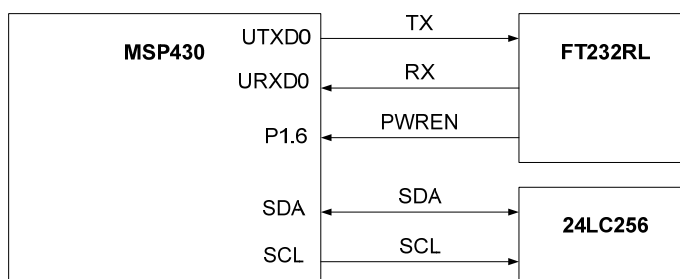 UTXD0 TX
MSP430 FT232RL
URXD0 RX
P1.6 PWREN
SDA SDA
24LC256
SCL SCL